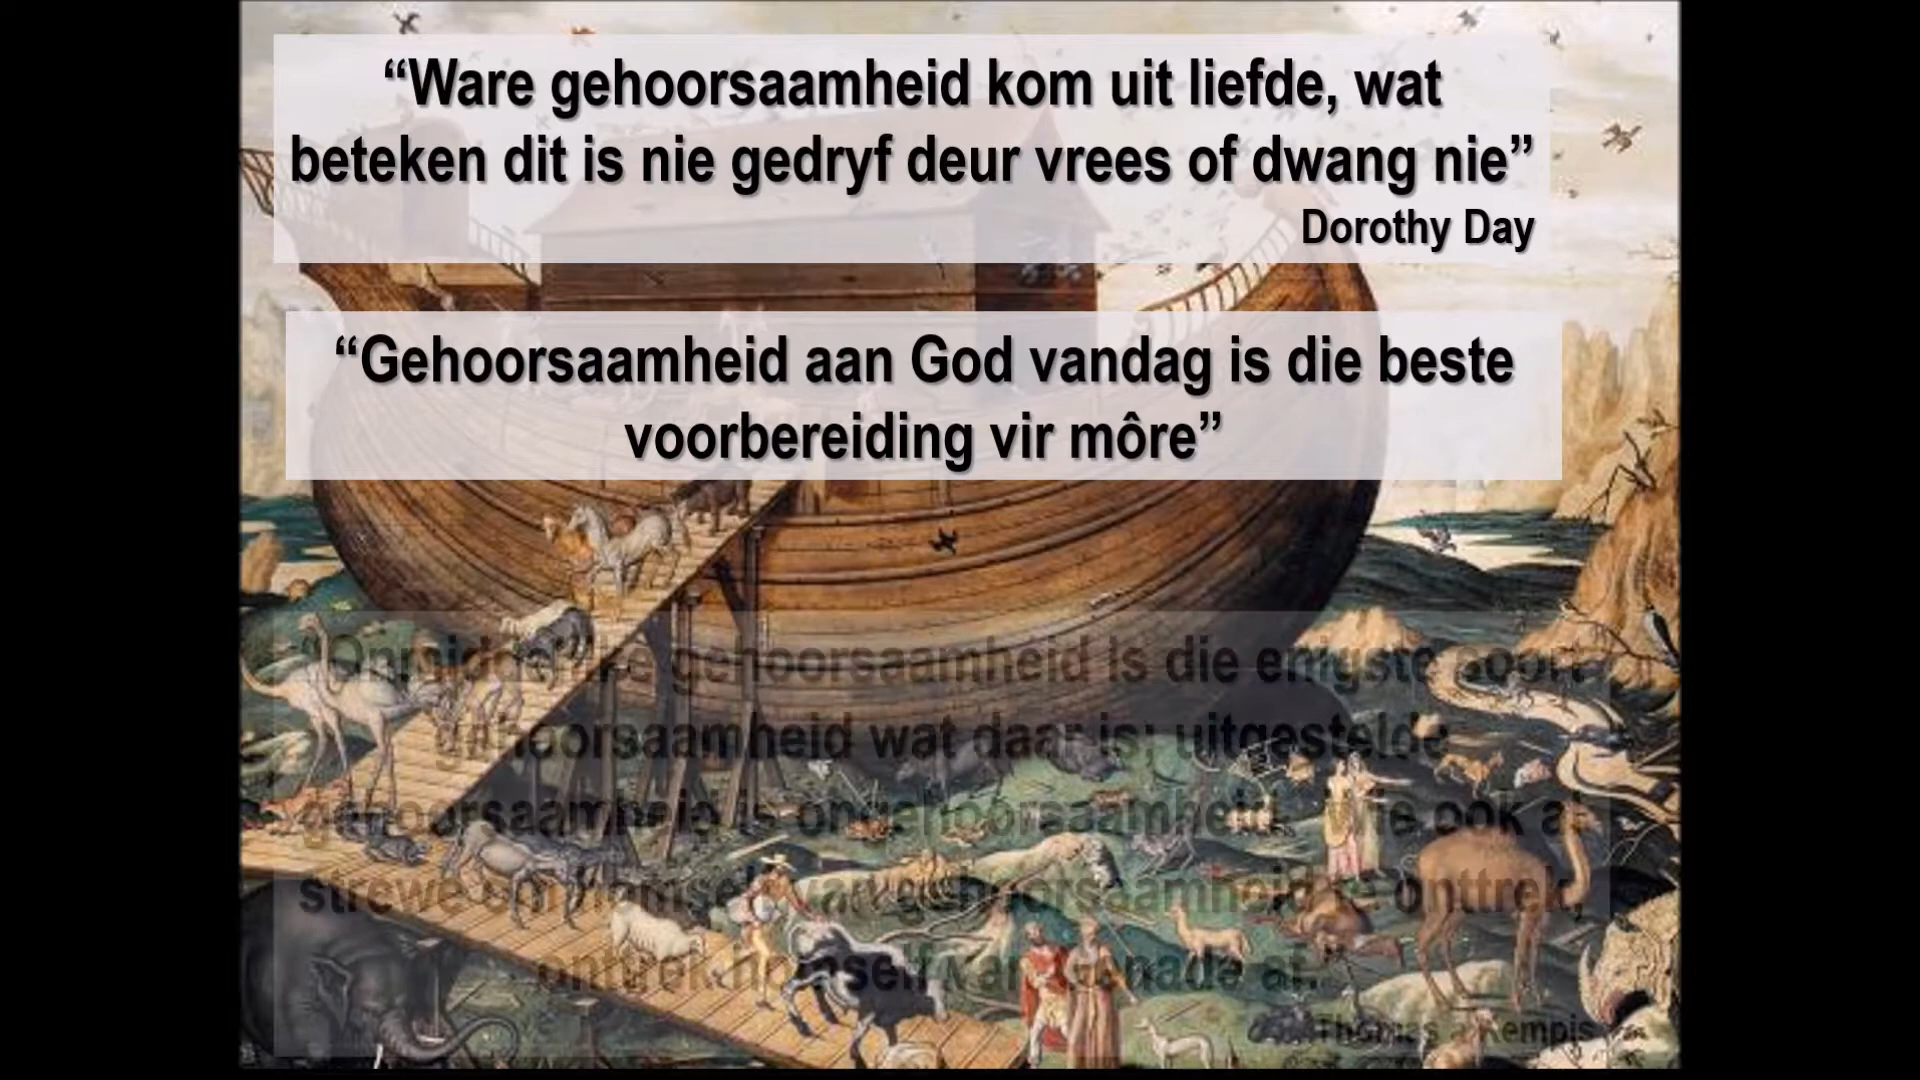 “Ware gehoorsaamheid kom uit liefde, wat
beteken dit is nie gedryf deur vrees of dwang nie”
Dorothy Day
“Gehoorsaamheid aan God vandag is die beste
voorbereiding vir môre”
“Onmiddellike gehoorsaamheid is die enigste soort
gehoorsaamheid wat daar is; uitgestelde
gehoorsaamheid is ongehoorsaamheid. Wie ook al
strewe om homself van gehoorsaamheid te onttrek,
onttrek homself van genade af.”
Thomas a Kempis